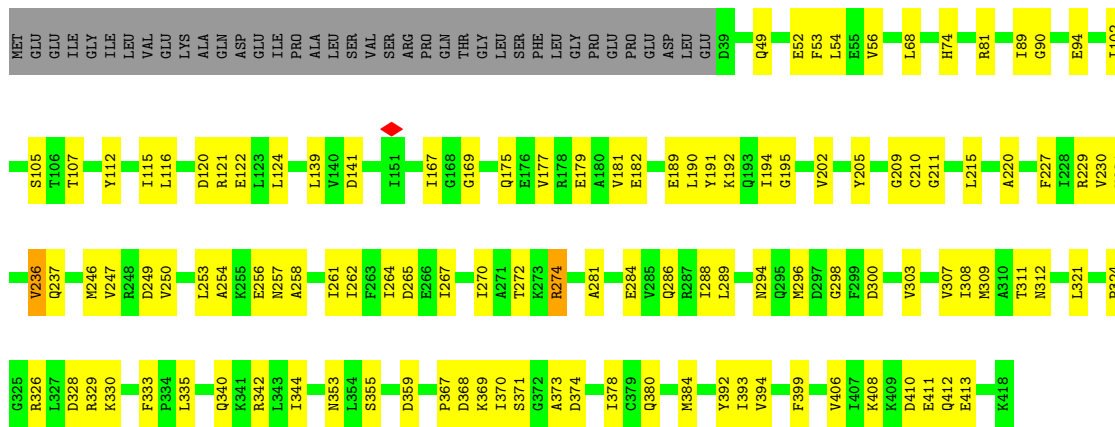 MET GLU GLU ILE GLY ILE LEU VAL GLU LYS ALA GLN ASP GLU ILE PRO ALA LEU SER VAL SER ARG PRO GLN THR GLY LEU SER PHE LEU GLY PRO GLU PRO GLU ASP LEU GLU D39 Q49 E52 F53 L54 E55 V56 L68 H74 R81 I89 G90 E94
S105 T106 T107 Y112 I115 L116 D120 R121 E122 L123 L124 L139 V140 D141 I151 I167 G168 G169 Q175 E176 V177 R178 E179 A180 V181 E182 E189 L190 Y191 K192 Q193 I194 G195 V202 Y205 G209 C210 G211 L215 A220 F227 I228 R229 V230
V236 Q237 M246 V247 R248 D249 V250 L253 A254 K255 E256 N257 A258 I261 I262 F263 I264 D265 E266 I267 I270 A271 T272 K273 R274 A281 E284 V285 Q286 R287 I288 L289 N294 Q295 M296 D297 G298 F299 D300 V303 V307 I308 M309 A310 T311 N312 L321
G325 R326 L327 D328 R329 K330 F333 P334 L335 Q340 K341 R342 L343 I344 N353 L354 S355 D359 P367 D368 K369 I370 S371 G372 A373 D374 I378 C379 Q380 M384 Y392 I393 V394 F399 V406 I407 K408 K409 D410 E411 Q412 E413 K418